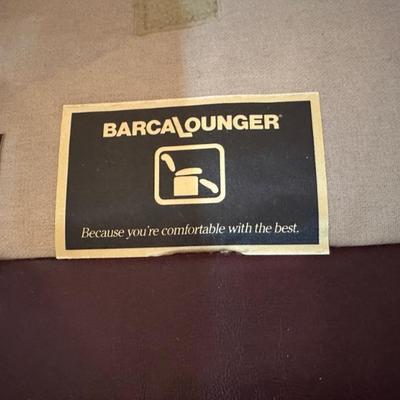 BARCALOUNGER®
Because you're comfortable with the best.